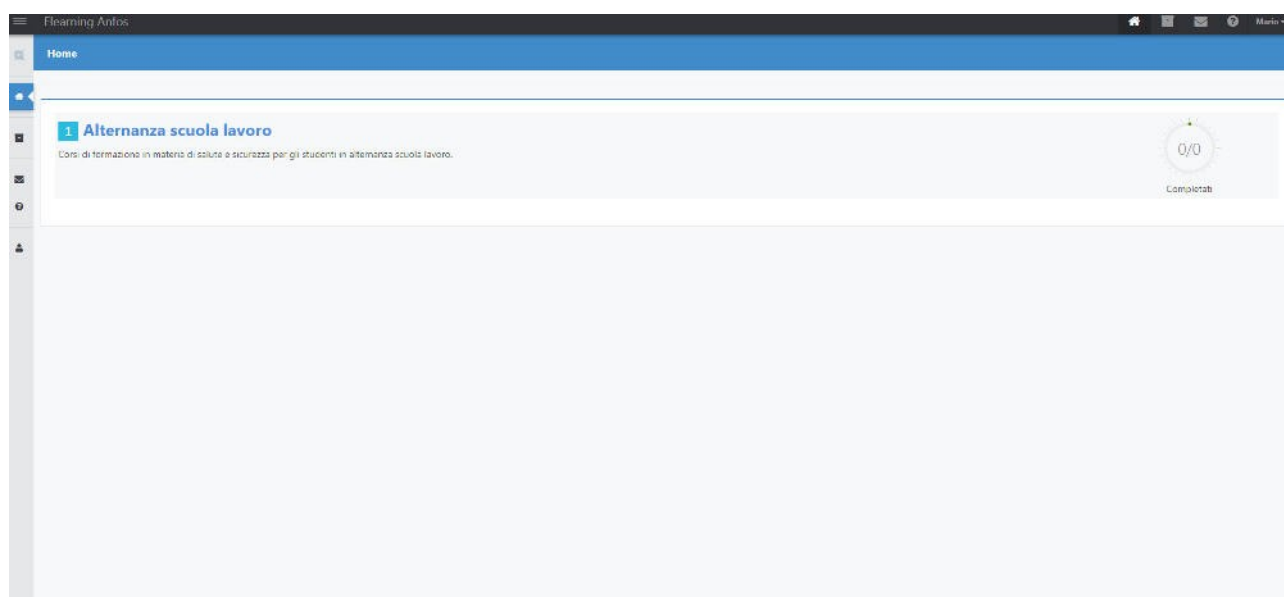 Elearning Anfos
Mario
Home
1 Alternanza scuola lavoro
Corsi di formazione in materia di salute e sicurezza per gli studenti in alternanza scuola lavoro.
0/0
Completati